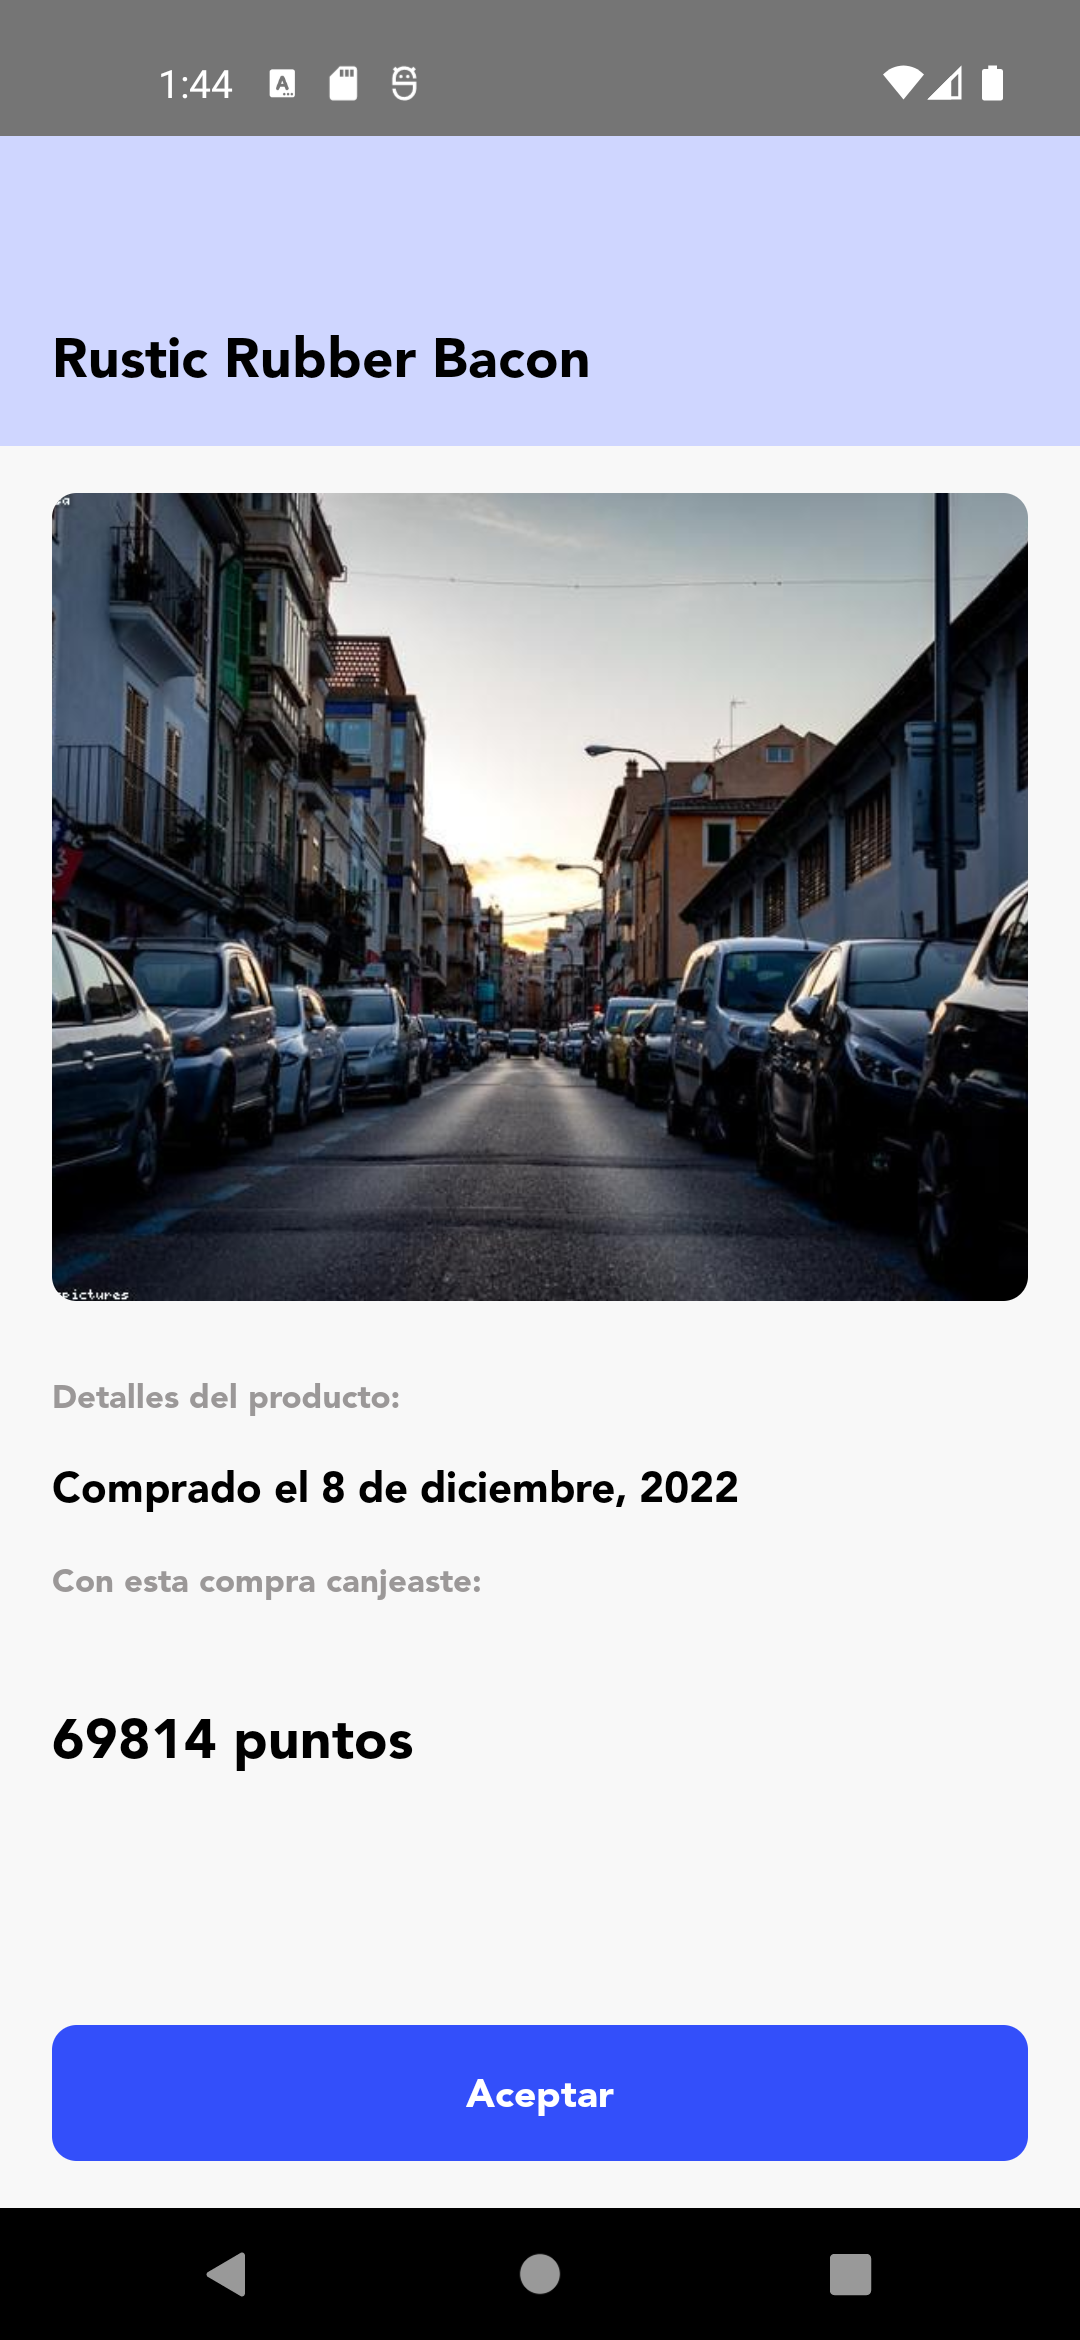 1:44
Rustic Rubber Bacon
pictures
Detalles del producto:
Comprado el 8 de diciembre, 2022
Con esta compra canjeaste:
69814 puntos
Aceptar